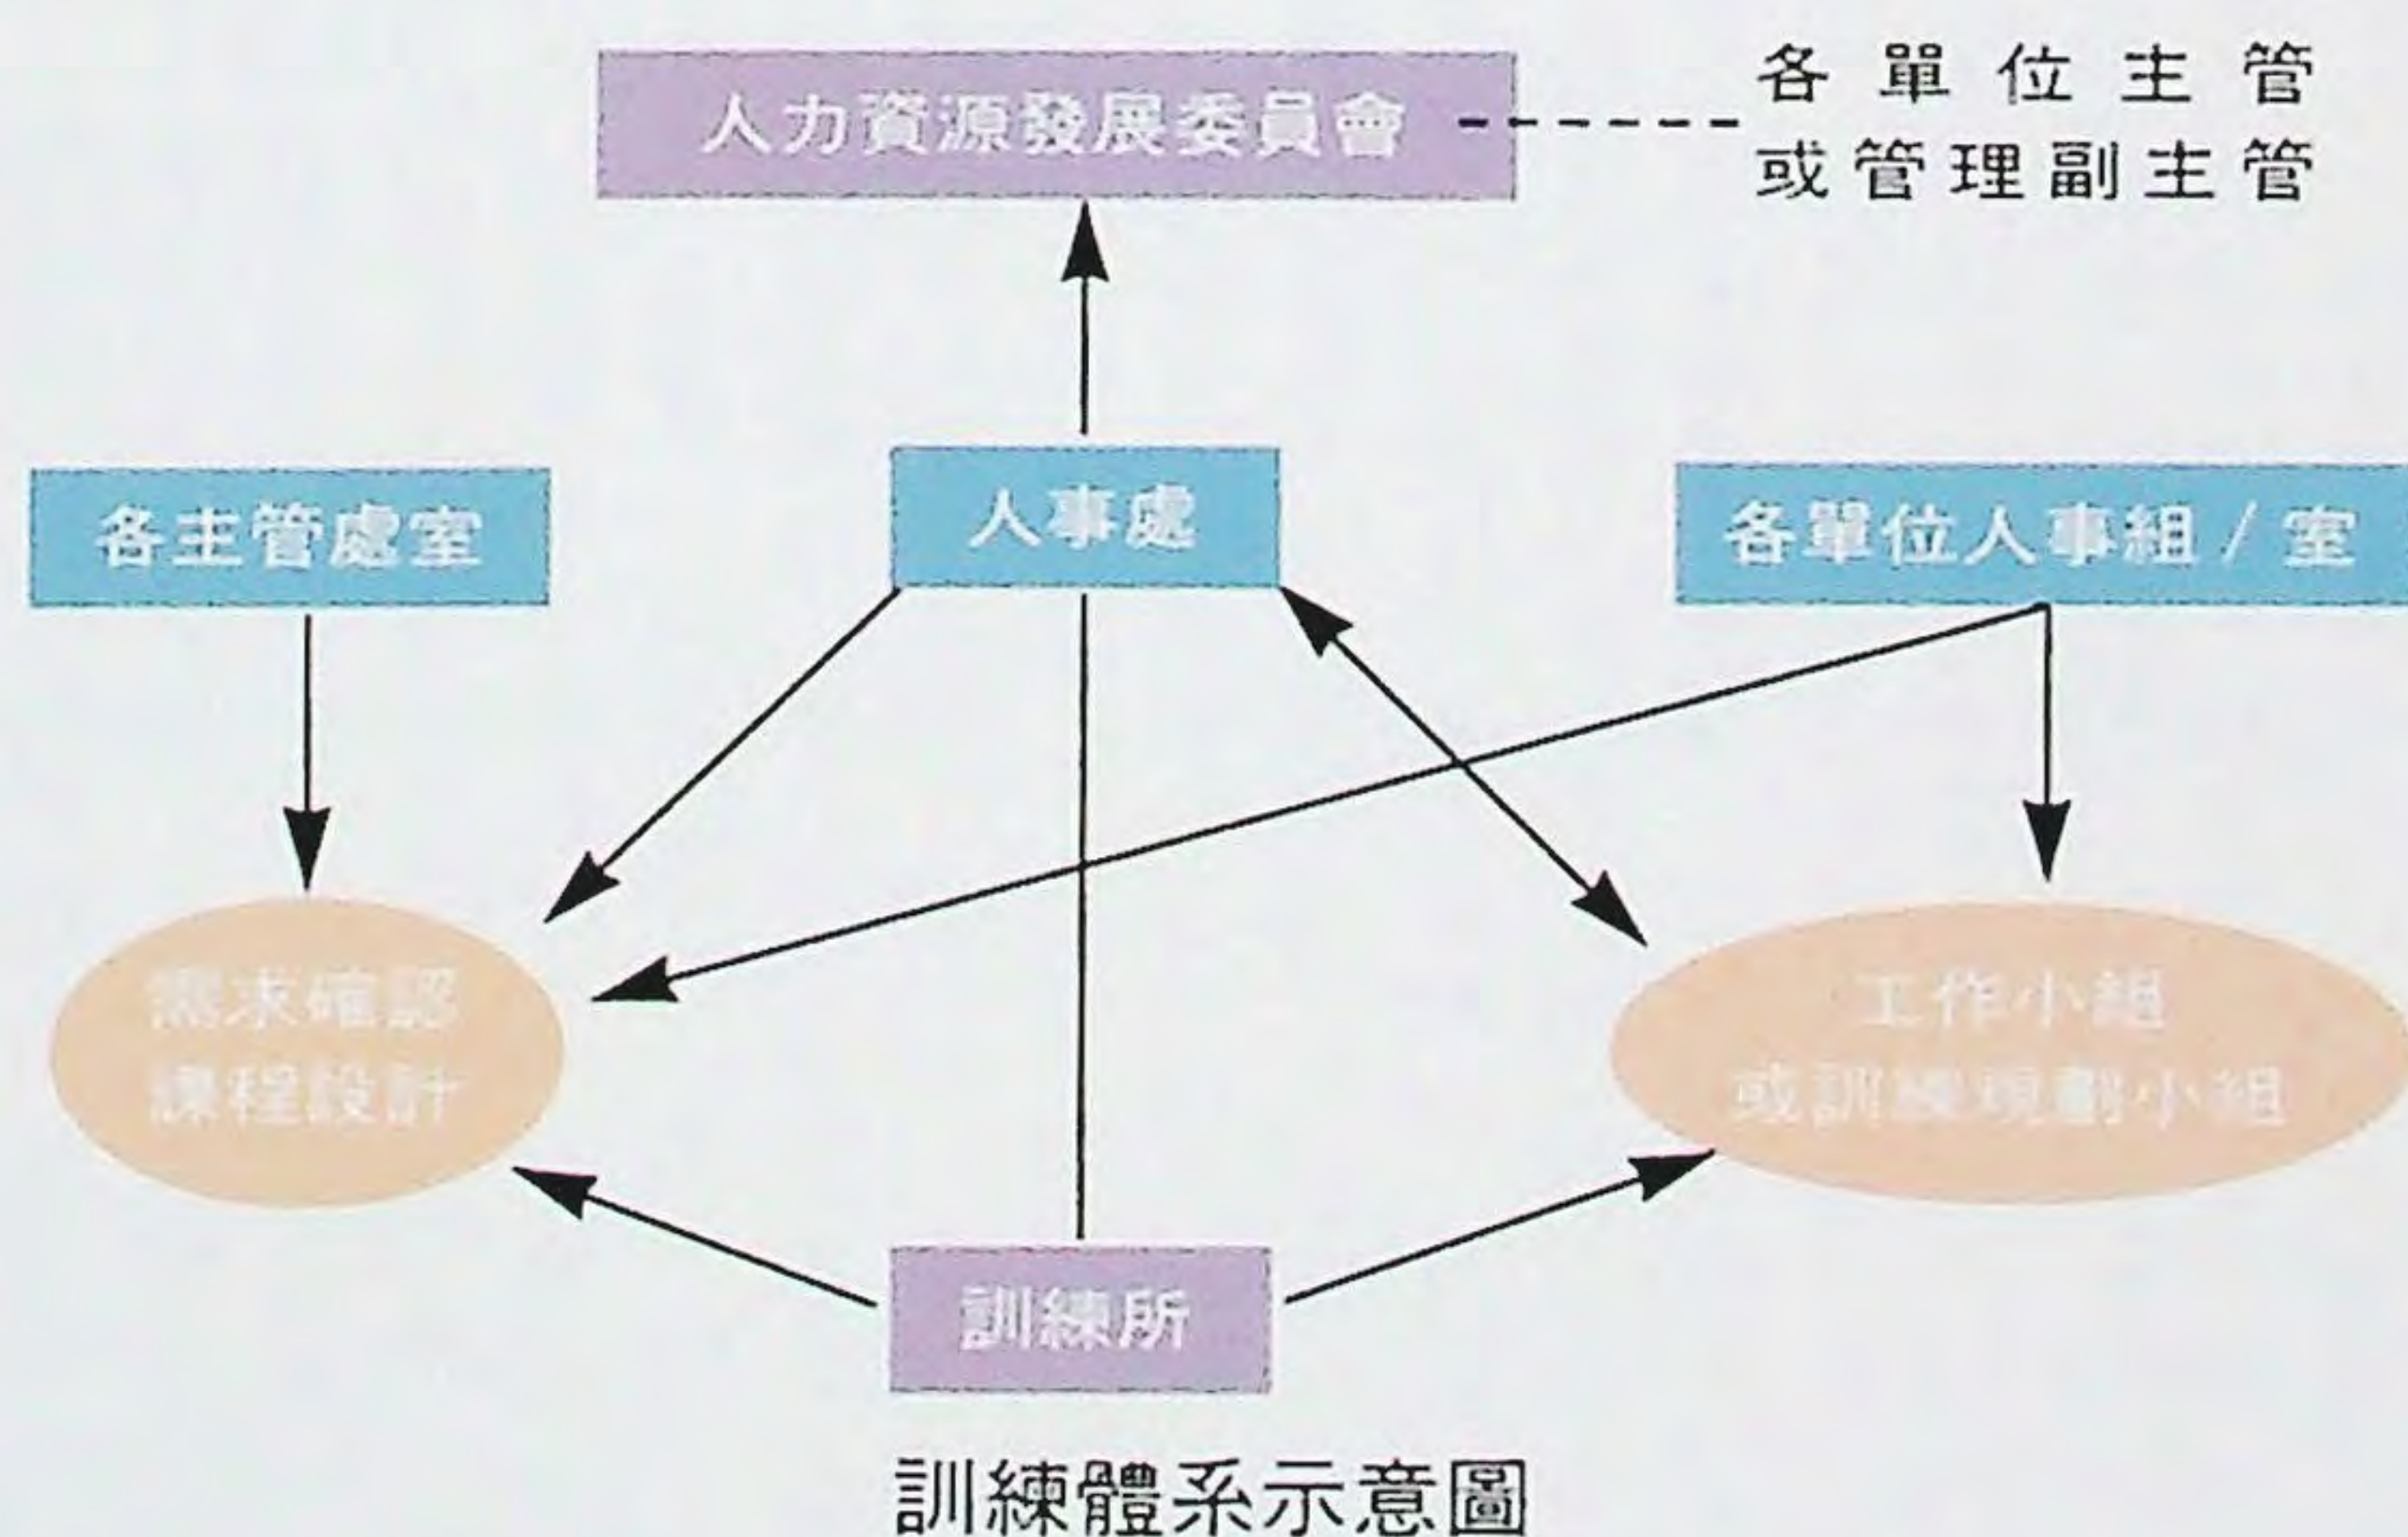 人力資源發展委員會
各單位主管
或管理副主管
各主管處室
人事處
各單位人事組/室
需求確認
課程設計
工作小組
或訓練規劃小組
訓練所
訓練體系示意圖